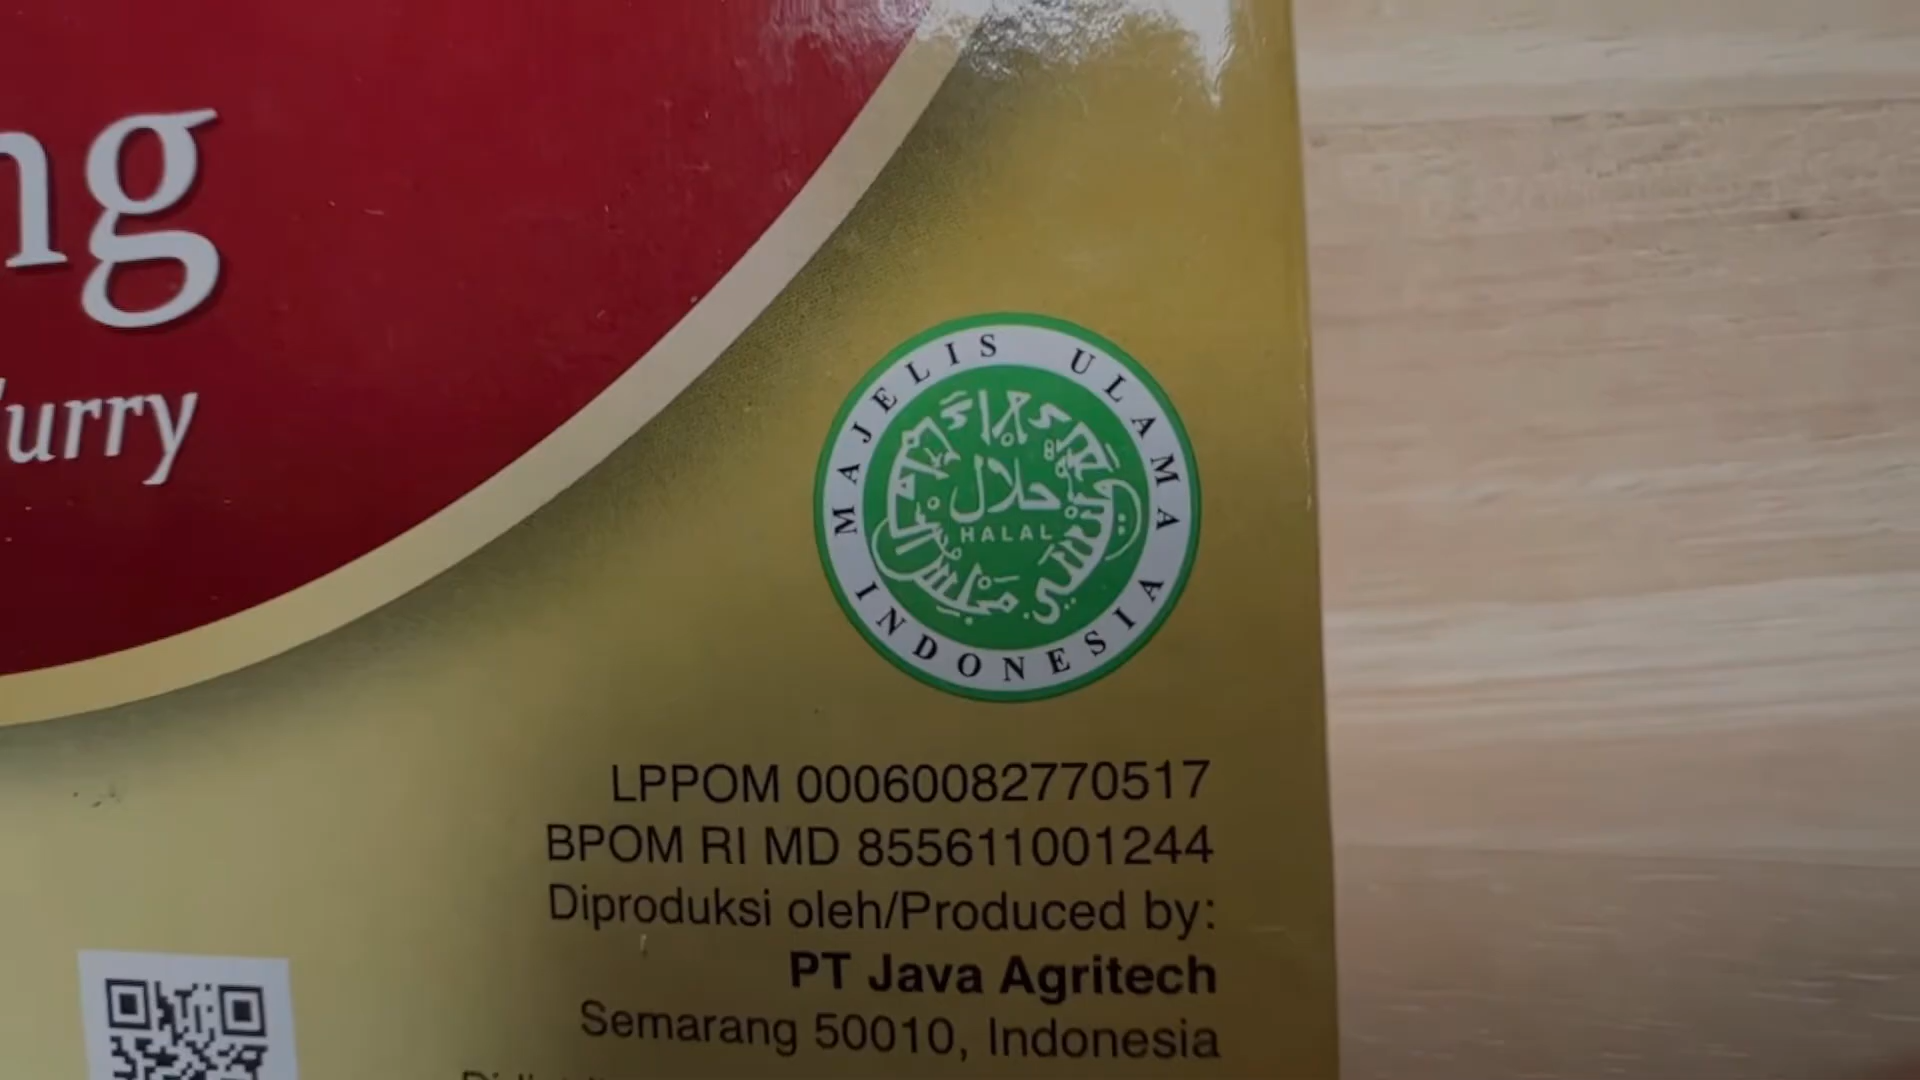 ng
urry
MAJELIS ULAMA
INDONESIA
حلال
HALAL
LPPOM 00060082770517
BPOM RI MD 855611001244
Diproduksi oleh/Produced by:
PT Java Agritech
Semarang 50010, Indonesia